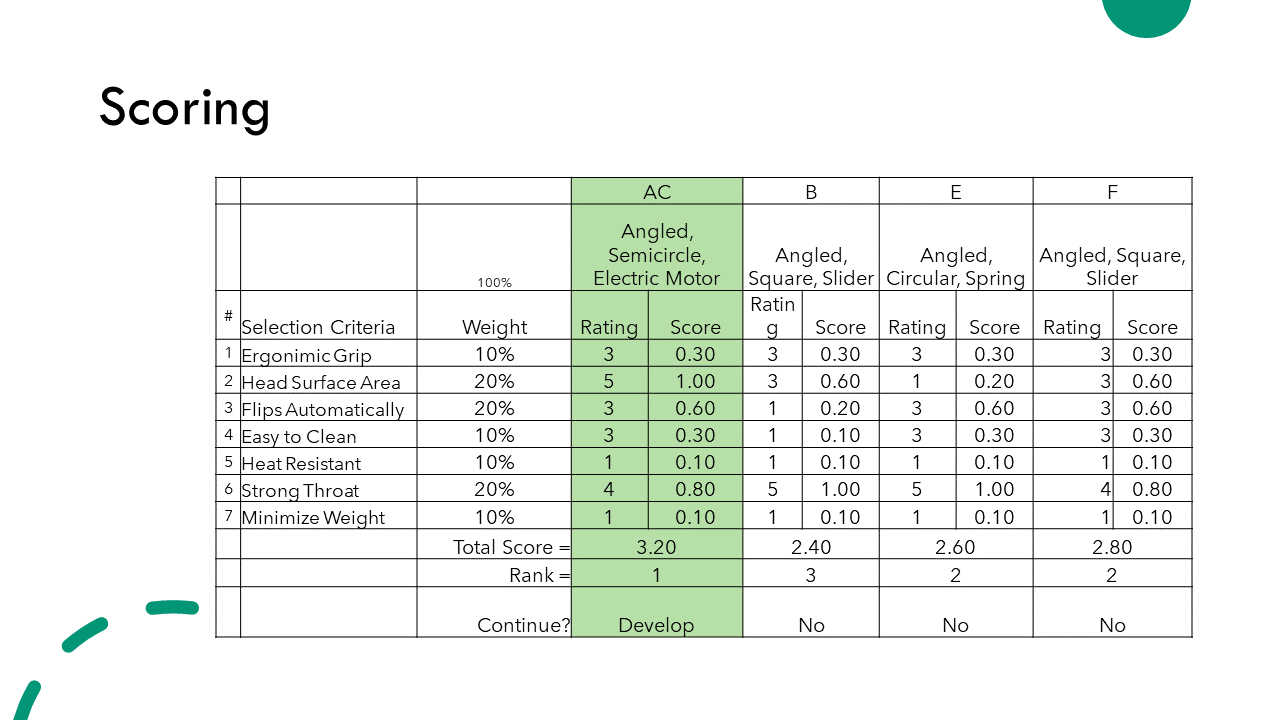 Scoring
AC B E F
100% Angled, Semicircle, Electric Motor Angled, Square, Slider Angled, Circular, Spring Angled, Square, Slider
# Selection Criteria Weight Rating Score Rating Score Rating Score Rating Score
1 Ergonimic Grip 10% 3 0.30 3 0.30 3 0.30 3 0.30
2 Head Surface Area 20% 5 1.00 3 0.60 1 0.20 3 0.60
3 Flips Automatically 20% 3 0.60 1 0.20 3 0.60 3 0.60
4 Easy to Clean 10% 3 0.30 1 0.10 3 0.30 3 0.30
5 Heat Resistant 10% 1 0.10 1 0.10 1 0.10 1 0.10
6 Strong Throat 20% 4 0.80 5 1.00 5 1.00 4 0.80
7 Minimize Weight 10% 1 0.10 1 0.10 1 0.10 1 0.10
Total Score = 3.20 2.40 2.60 2.80
Rank = 1 3 2 2
Continue? Develop No No No